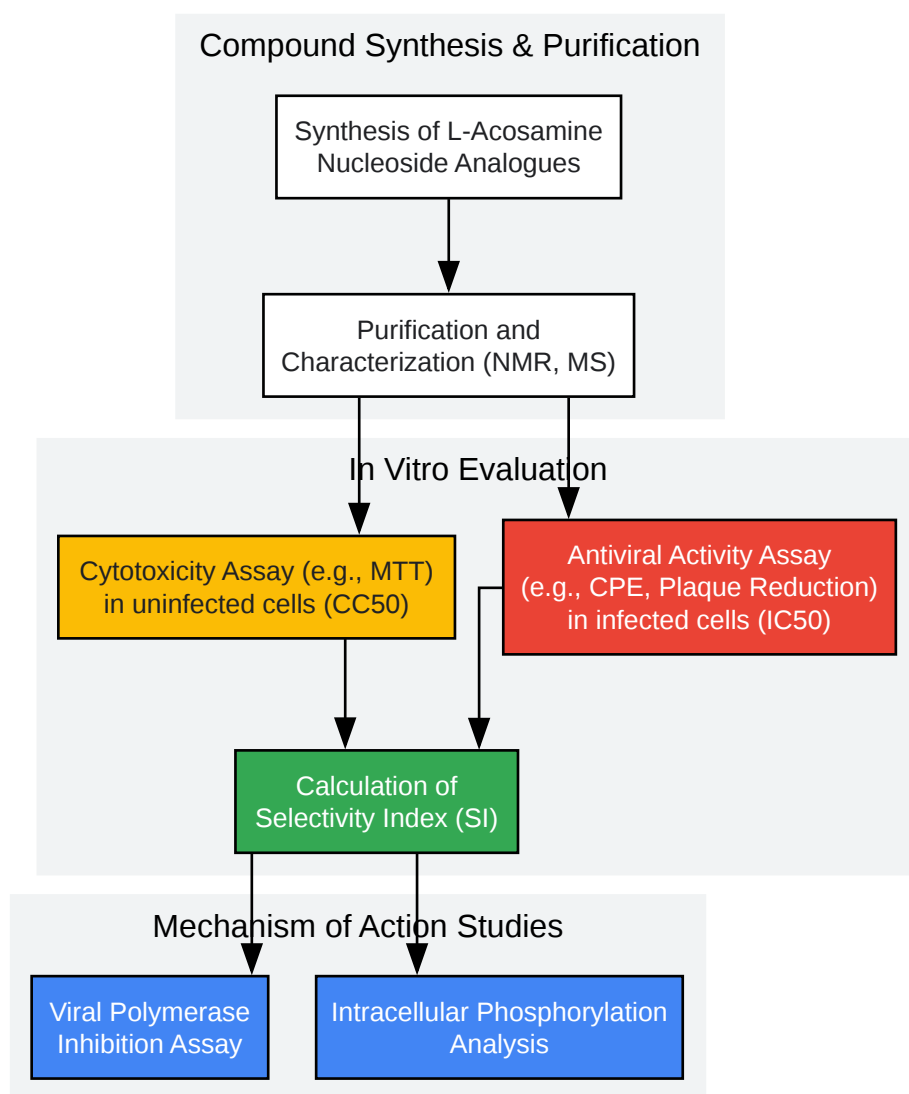 Compound Synthesis & Purification
Synthesis of L-Acosamine
Nucleoside Analogues
Purification and
Characterization (NMR, MS)
In Vitro Evaluation
Cytotoxicity Assay (e.g., MTT)
in uninfected cells (CC50)
Antiviral Activity Assay
(e.g., CPE, Plaque Reduction)
in infected cells (IC50)
Calculation of
Selectivity Index (SI)
Mechanism of Action Studies
Viral Polymerase
Inhibition Assay
Intracellular Phosphorylation
Analysis